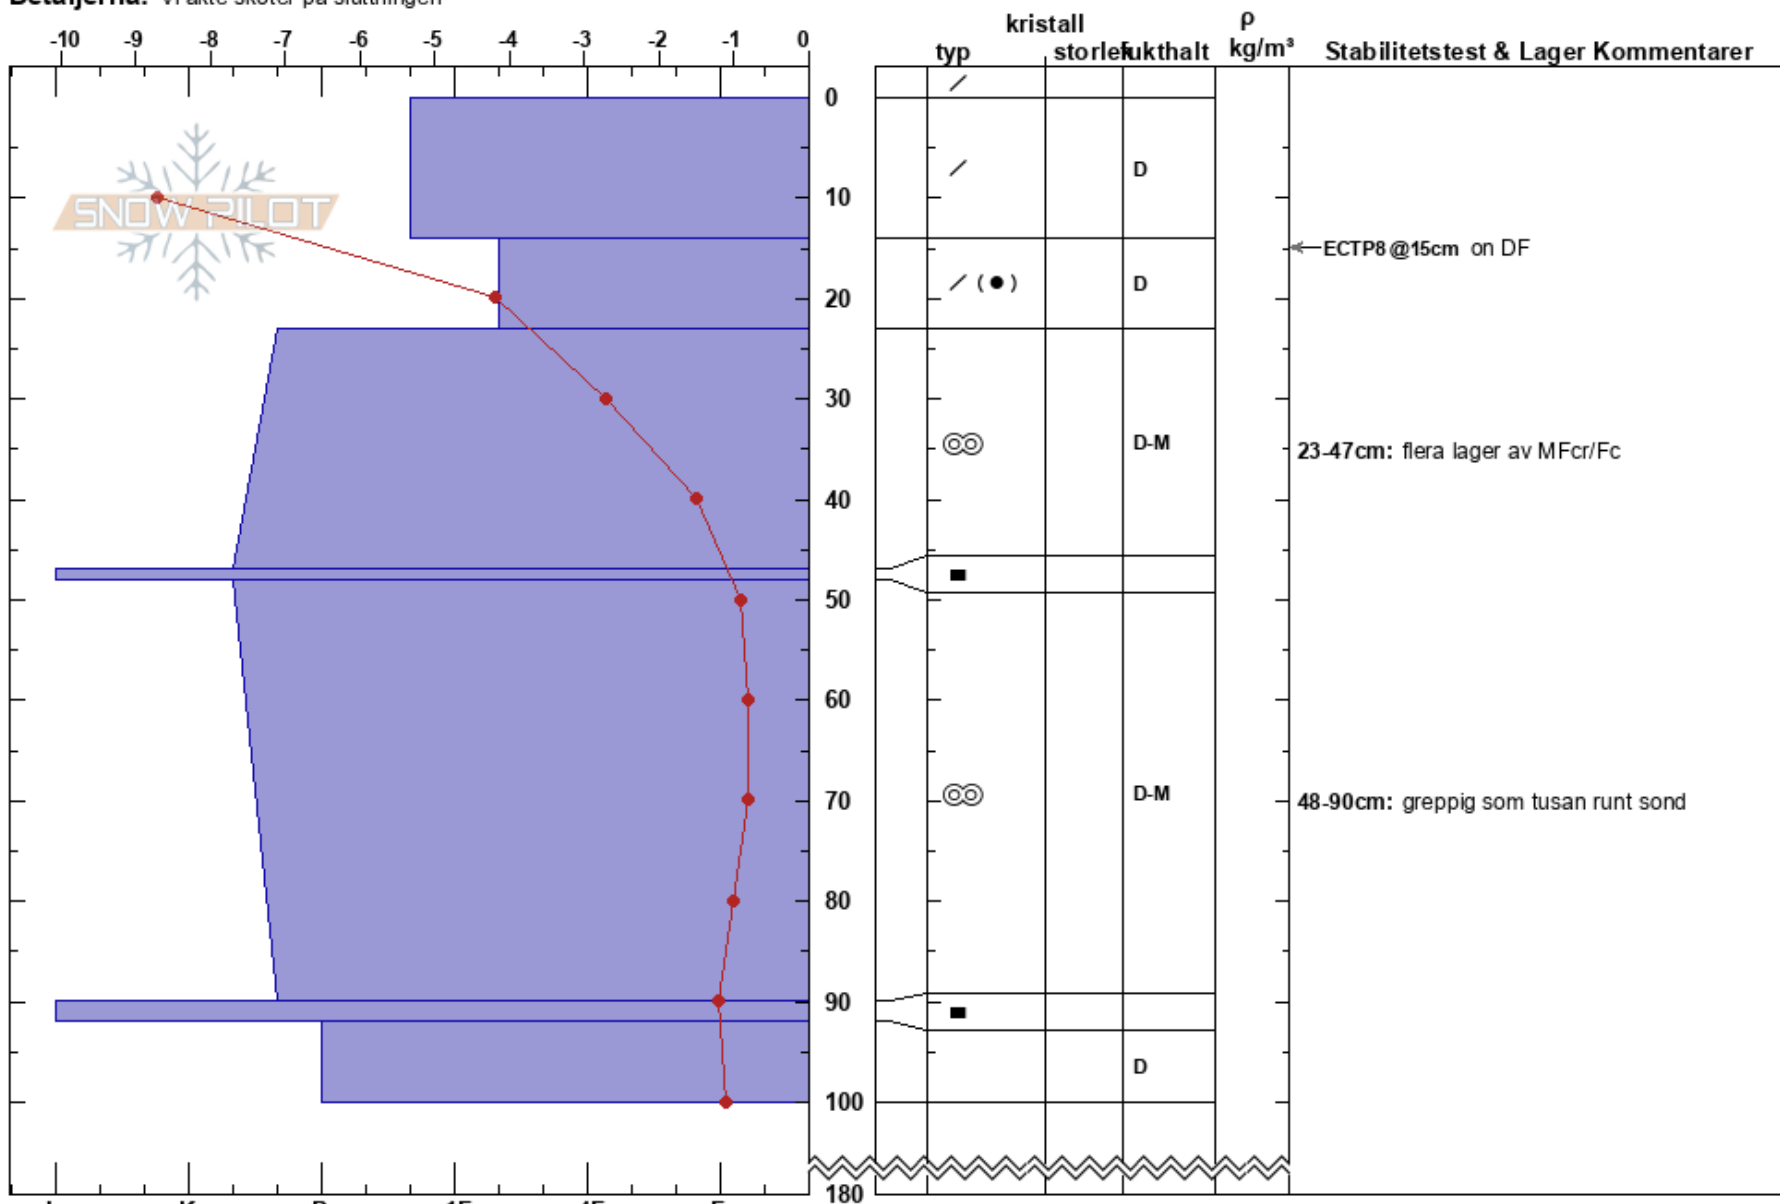 kristall ρ
-10 -9 -8 -7 -6 -5 -4 -3 -2 -1 0 typ storlek fukthalt kg/m³ Stabilitetstest & Lager Kommentarer
0
D
10
SNOW PILOT
ECTP8 @15cm on DF
( ) D
20
30
D-M 23-47cm: flera lager av MFcr/Fc
40
50
60
70
D-M 48-90cm: greppig som tusan runt sond
80
90
D
100
180